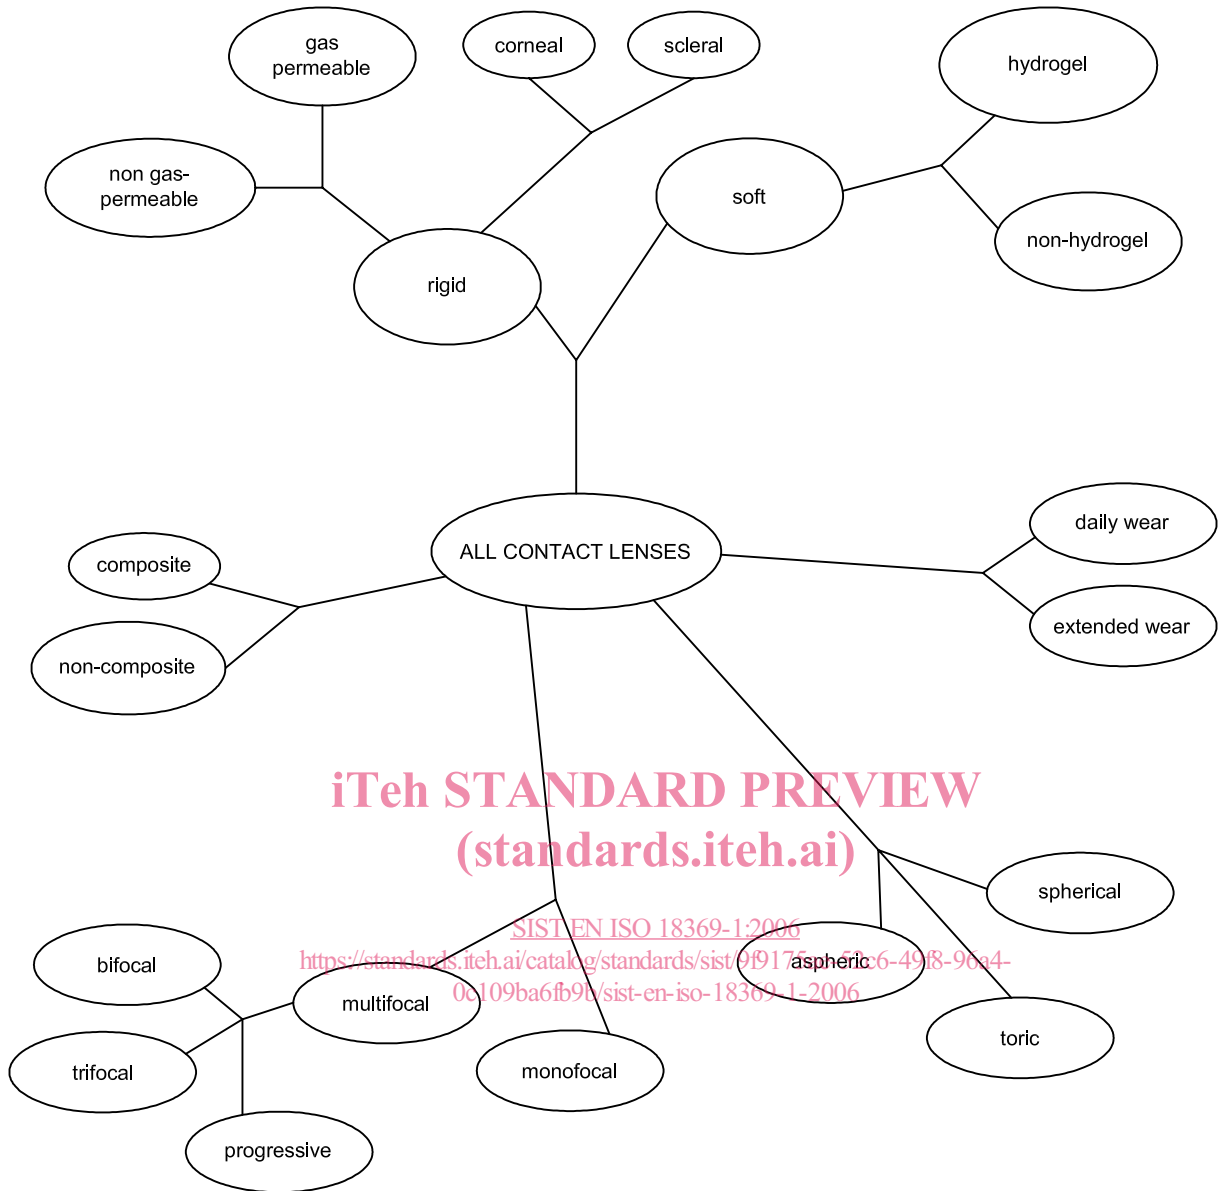 gas
permeable
corneal
scleral
hydrogel
non gas-
permeable
soft
non-hydrogel
rigid
daily wear
ALL CONTACT LENSES
composite
extended wear
non-composite
iTeh STANDARD PREVIEW
(standards.iteh.ai)
spherical
SIST EN ISO 18369-1:2006
bifocal
aspheric
multifocal
toric
trifocal
monofocal
progressive